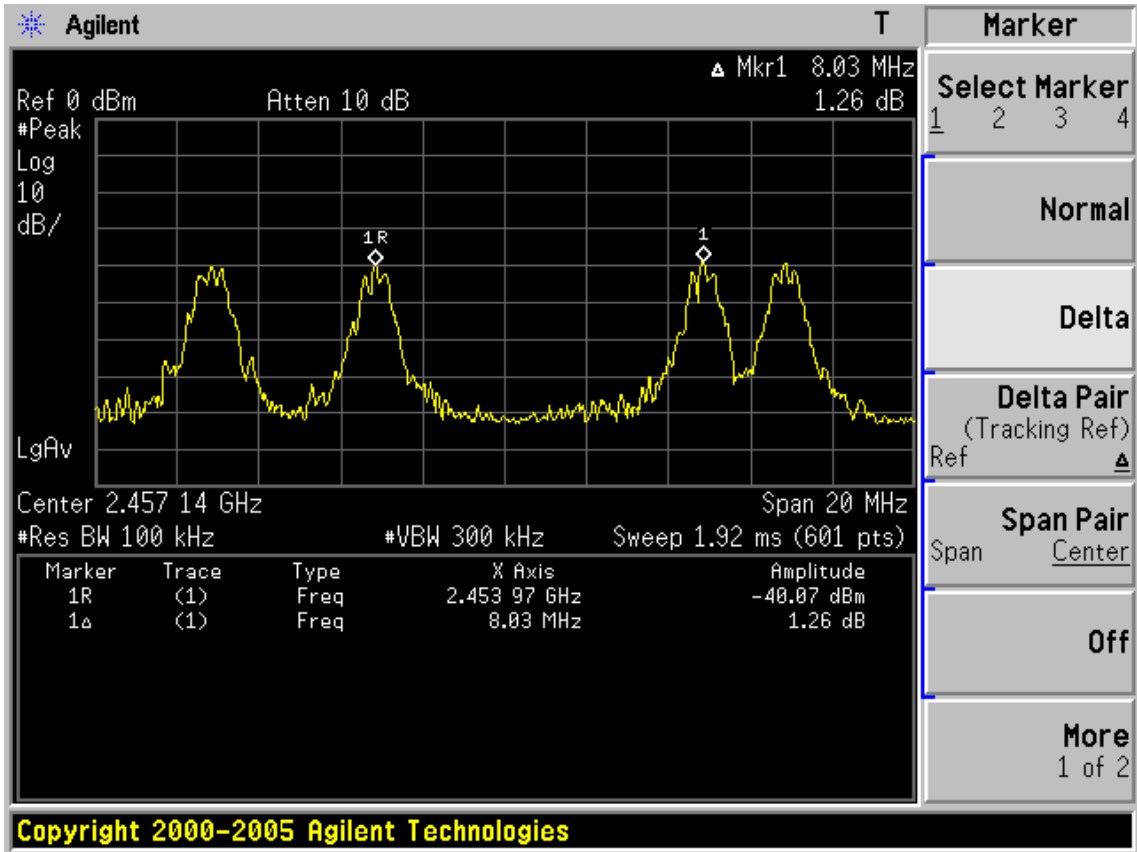 Agilent T
Marker
Δ Mkr1 8.03 MHz
Ref 0 dBm Atten 10 dB 1.26 dB
#Peak
Log
10
dB/
1R
1
LgAv
Center 2.457 14 GHz Span 20 MHz
#Res BW 100 kHz #VBW 300 kHz Sweep 1.92 ms (601 pts)
Marker Trace Type X Axis Amplitude
1R (1) Freq 2.453 97 GHz -40.07 dBm
1Δ (1) Freq 8.03 MHz 1.26 dB
Select Marker
1 2 3 4
Normal
Delta
Delta Pair
(Tracking Ref)
Ref Δ
Span Pair
Span Center
Off
More
1 of 2
Copyright 2000-2005 Agilent Technologies